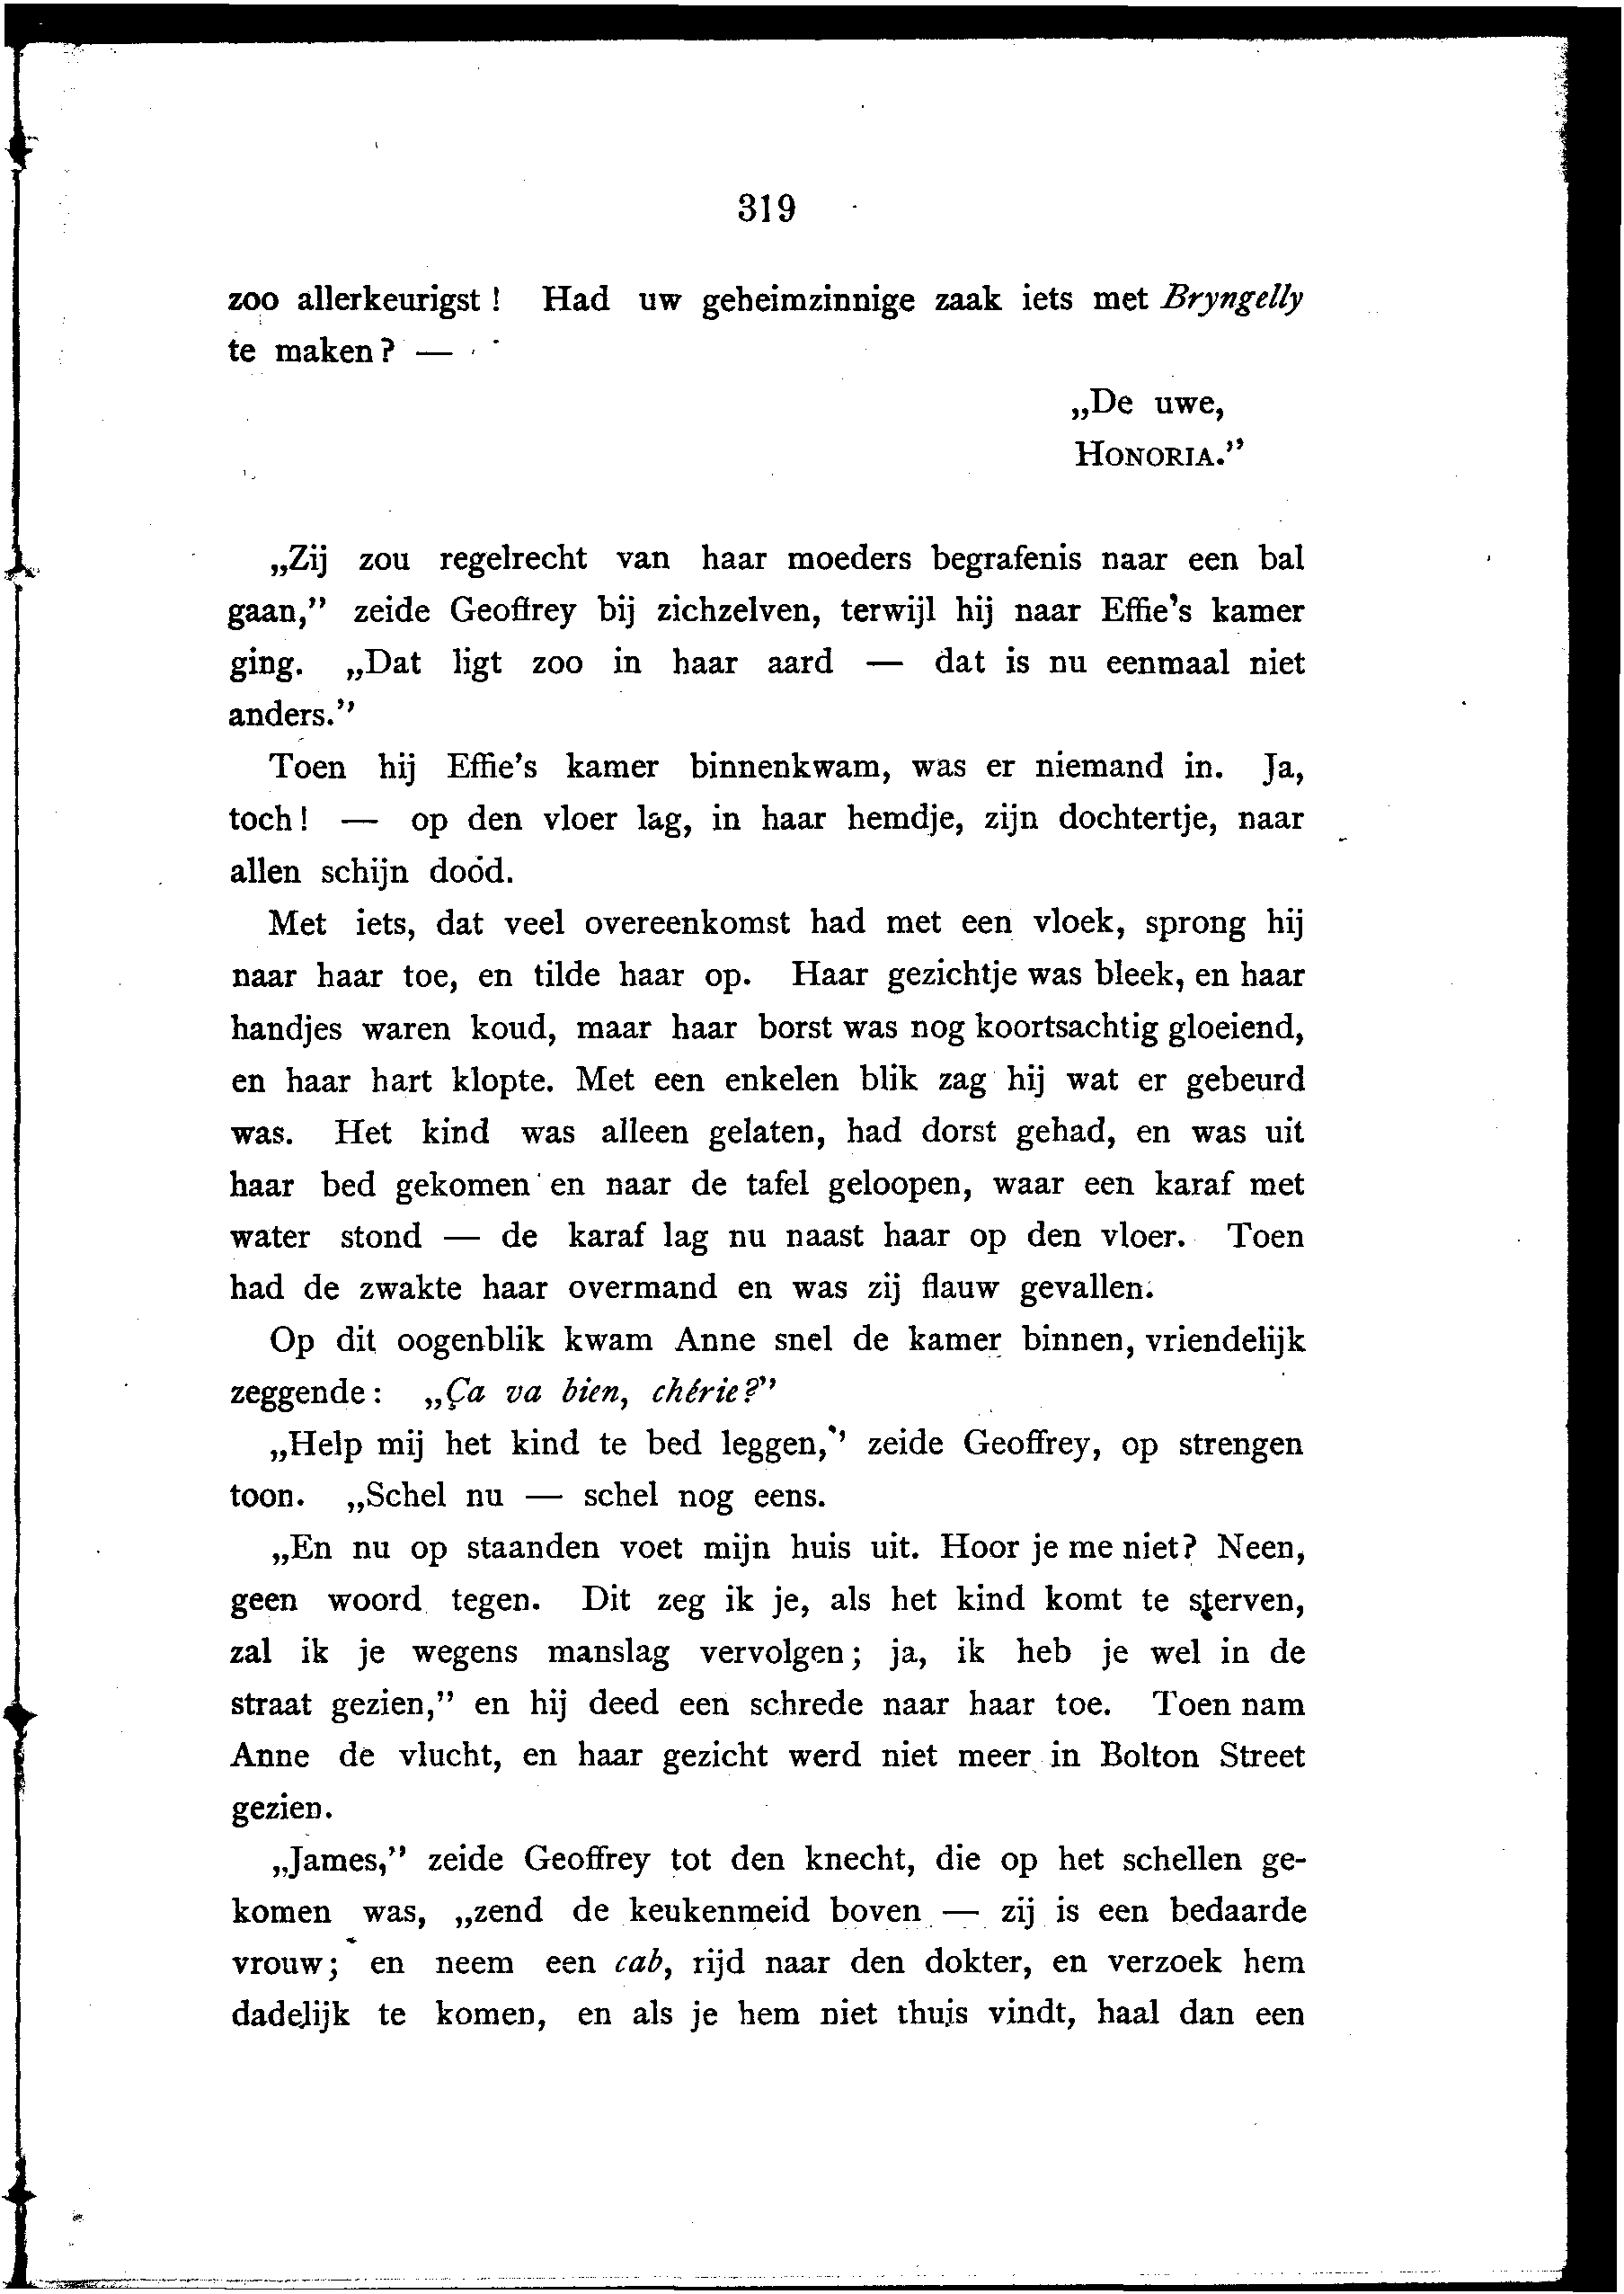 319
zoo allerkeurigst! Had uw geheimzinnige zaak iets met Bryngelly
te maken? —
„De uwe,
HONORIA.”
„Zij zou regelrecht van haar moeders begrafenis naar een bal
gaan,” zeide Geoffrey bij zichzelven, terwijl hij naar Effie's kamer
ging. „Dat ligt zoo in haar aard — dat is nu eenmaal niet
anders.”
Toen hij Effie's kamer binnenkwam, was er niemand in. Ja,
toch! — op den vloer lag, in haar hemdje, zijn dochtertje, naar
allen schijn dood.
Met iets, dat veel overeenkomst had met een vloek, sprong hij
naar haar toe, en tilde haar op. Haar gezichtje was bleek, en haar
handjes waren koud, maar haar borst was nog koortsachtig gloeiend,
en haar hart klopte. Met een enkelen blik zag hij wat er gebeurd
was. Het kind was alleen gelaten, had dorst gehad, en was uit
haar bed gekomen en naar de tafel geloopen, waar een karaf met
water stond — de karaf lag nu naast haar op den vloer. Toen
had de zwakte haar overmand en was zij flauw gevallen.
Op dit oogenblik kwam Anne snel de kamer binnen, vriendelijk
zeggende: „Ça va bien, chérie?”
„Help mij het kind te bed leggen,” zeide Geoffrey, op strengen
toon. „Schel nu — schel nog eens.
„En nu op staanden voet mijn huis uit. Hoor je me niet? Neen,
geen woord tegen. Dit zeg ik je, als het kind komt te sterven,
zal ik je wegens manslag vervolgen; ja, ik heb je wel in de
straat gezien,” en hij deed een schrede naar haar toe. Toen nam
Anne de vlucht, en haar gezicht werd niet meer in Bolton Street
gezien.
„James,” zeide Geoffrey tot den knecht, die op het schellen ge-
komen was, „zend de keukenmeid boven — zij is een bedaarde
vrouw; en neem een cab, rijd naar den dokter, en verzoek hem
dadelijk te komen, en als je hem niet thuis vindt, haal dan een